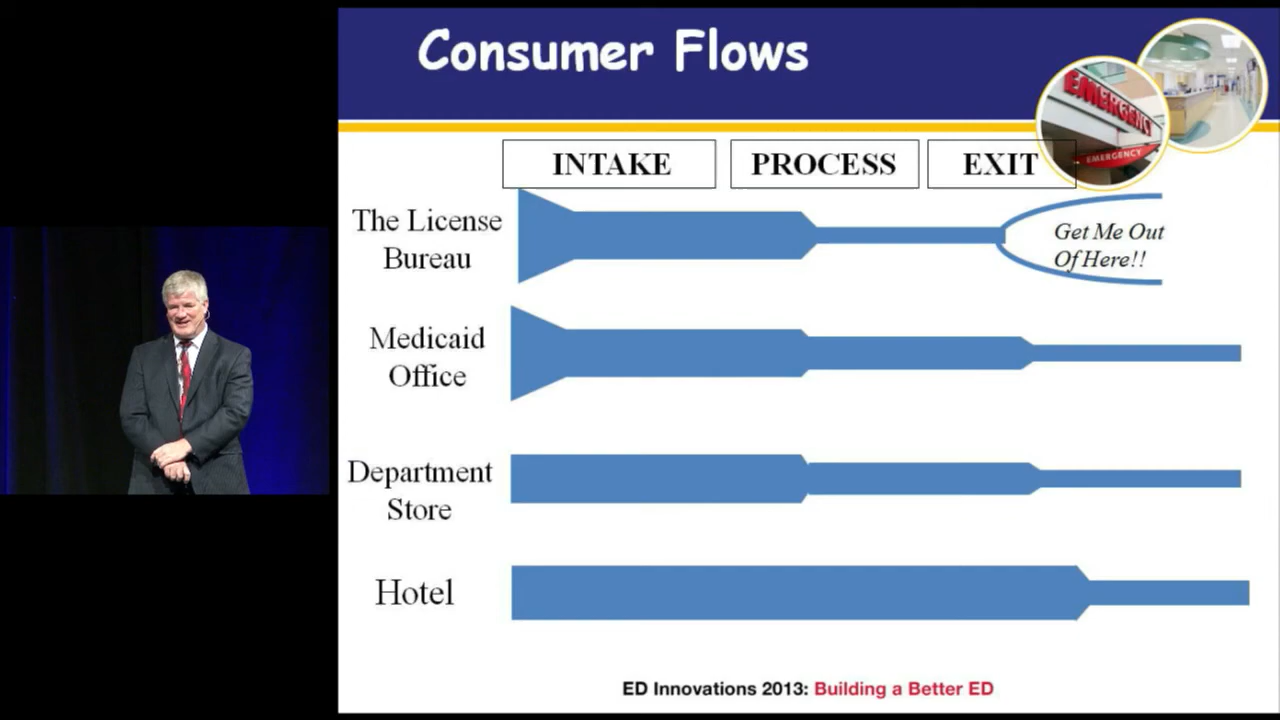 Consumer Flows
EMERGENCY
EMERGENCY
INTAKE
PROCESS
EXIT
The License
Bureau
Get Me Out
Of Here!!
Medicaid
Office
Department
Store
Hotel
ED Innovations 2013: Building a Better ED